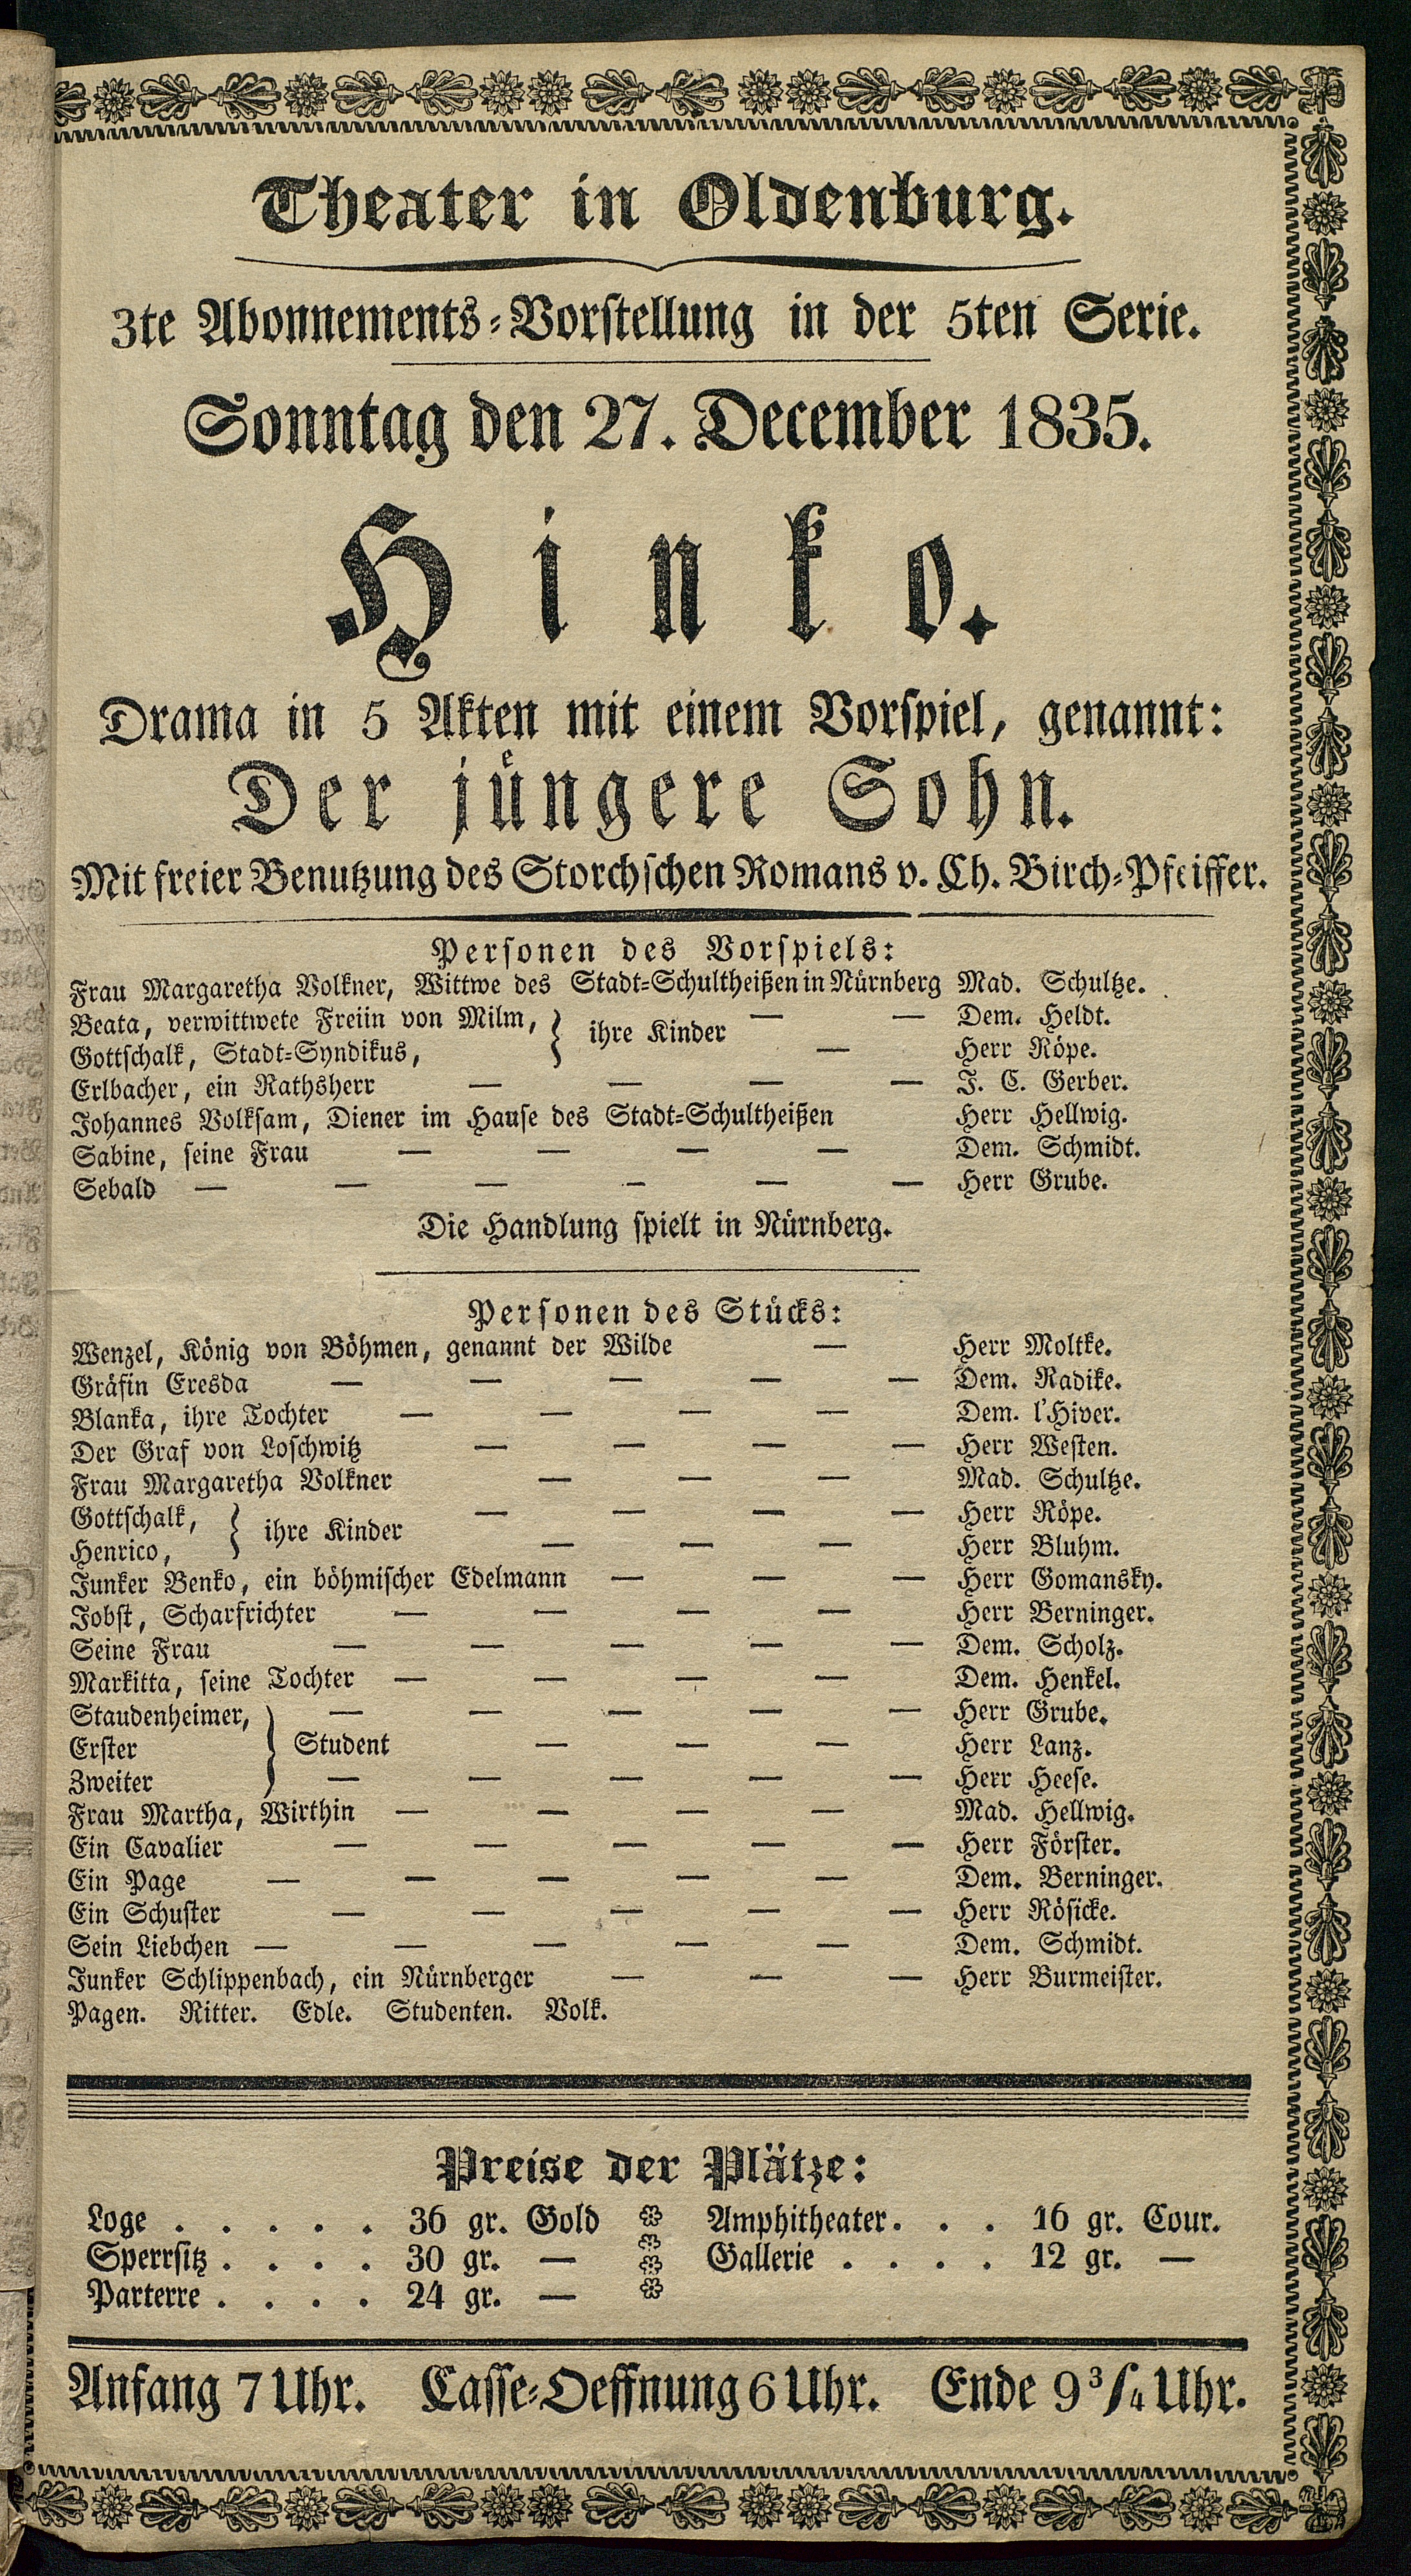 Theater in Oldenburg.
3te Abonnements-Vorstellung in der 5ten Serie.
Sonntag den 27. December 1835.
Hinko.
Drama in 5 Akten mit einem Vorspiel, genannt:
Der jüngere Sohn.
Mit freier Benutzung des Storchschen Romans v. Ch. Birch-Pfeiffer.
Personen des Vorspiels:
Frau Margaretha Volkner, Wittwe des Stadt-Schultheißen in Nürnberg Mad. Schultze.
Beata, verwittwete Freiin von Milm, } ihre Kinder — — Dem. Heldt.
Gottschalk, Stadt-Syndikus, — Herr Röpe.
Erlbacher, ein Rathsherr — — — — J. C. Gerber.
Johannes Volksam, Diener im Hause des Stadt-Schultheißen Herr Hellwig.
Sabine, seine Frau — — — — Dem. Schmidt.
Sebald — — — — — — Herr Grube.
Die Handlung spielt in Nürnberg.
Personen des Stücks:
Wenzel, König von Böhmen, genannt der Wilde — Herr Moltke.
Gräfin Eresda — — — — — Dem. Radike.
Blanka, ihre Tochter — — — — Dem. l'Hiver.
Der Graf von Loschwitz — — — — Herr Westen.
Frau Margaretha Volkner — — — Mad. Schultze.
Gottschalk, } ihre Kinder — — — — Herr Röpe.
Henrico, — — — Herr Bluhm.
Junker Benko, ein böhmischer Edelmann — — — Herr Gomansky.
Jobst, Scharfrichter — — — — Herr Berninger.
Seine Frau — — — — — Dem. Scholz.
Markitta, seine Tochter — — — — Dem. Henkel.
Staudenheimer, — — — — — Herr Grube.
Erster } Student — — — Herr Lanz.
Zweiter — — — — — Herr Heese.
Frau Martha, Wirthin — — — — Mad. Hellwig.
Ein Cavalier — — — — — Herr Förster.
Ein Page — — — — — Dem. Berninger.
Ein Schuster — — — — — Herr Rösicke.
Sein Liebchen — — — — — Dem. Schmidt.
Junker Schlippenbach, ein Nürnberger — — — Herr Burmeister.
Pagen. Ritter. Edle. Studenten. Volk.
Preise der Plätze:
Loge . . . . . 36 gr. Gold Amphitheater. . . 16 gr. Cour.
Sperrsitz . . . . 30 gr. — Gallerie . . . . 12 gr. —
Parterre . . . . 24 gr. —
Anfang 7 Uhr. Casse-Oeffnung 6 Uhr. Ende 9 3/4 Uhr.